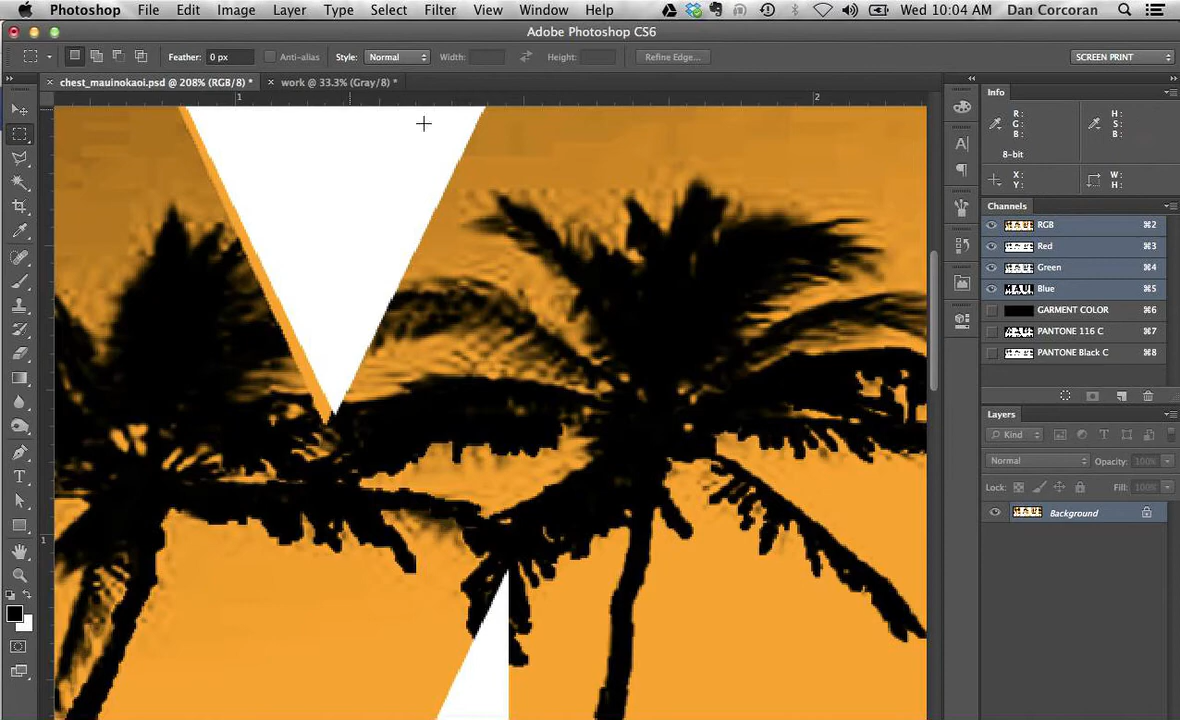 Photoshop File Edit Image Layer Type Select Filter View Window Help Wed 10:04 AM Dan Corcoran
Adobe Photoshop CS6
Feather: 0 px Anti-alias Style: Normal Width: Height: Refine Edge... SCREEN PRINT
× chest_mauinokaoi.psd @ 208% (RGB/8) * × work @ 33.3% (Gray/8) *
1 2
Info
R: H:
G: S:
B: B:
8-bit
X: W:
Y: H:
Channels
RGB ⌘2
Red ⌘3
Green ⌘4
Blue ⌘5
GARMENT COLOR ⌘6
PANTONE 116 C ⌘7
PANTONE Black C ⌘8
Layers
Kind
Normal Opacity: 100%
Lock: Fill: 100%
Background
1